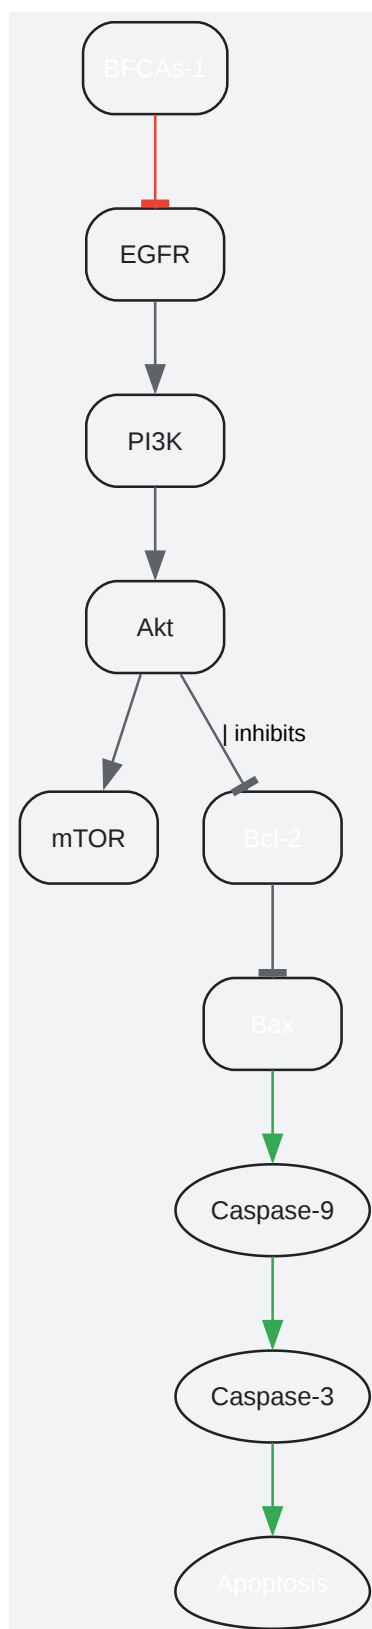 BFCAs-1
EGFR
PI3K
Akt
| inhibits
mTOR
Bcl-2
Bax
Caspase-9
Caspase-3
Apoptosis